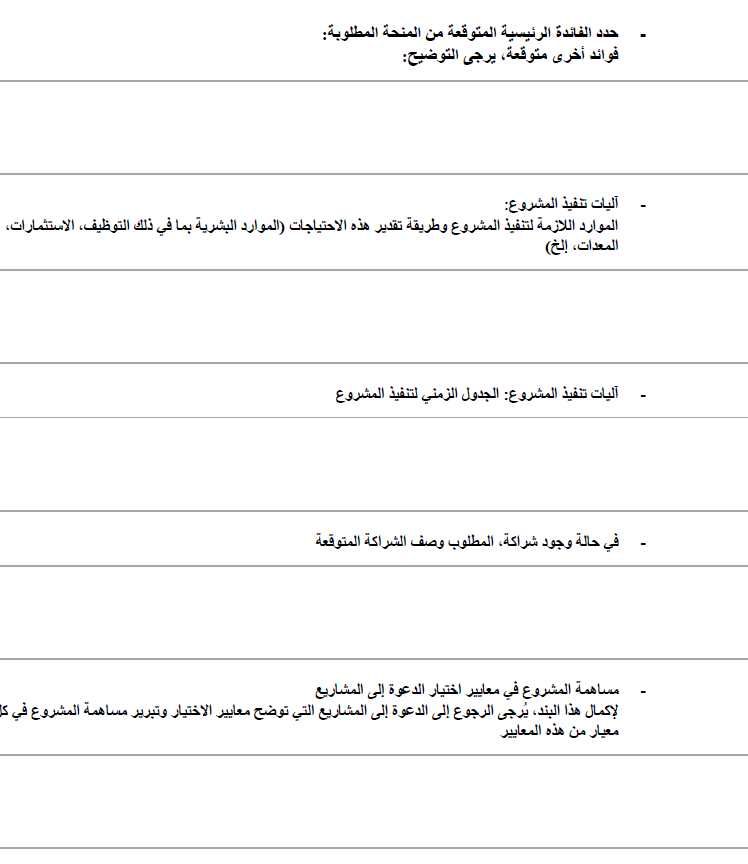 - حدد الفائدة الرئيسية المتوقعة من المنحة المطلوبة:
فوائد أخرى متوقعة، يرجى التوضيح:
- آليات تنفيذ المشروع:
الموارد اللازمة لتنفيذ المشروع وطريقة تقدير هذه الاحتياجات (الموارد البشرية بما في ذلك التوظيف، الاستثمارات،
المعدات، إلخ)
- آليات تنفيذ المشروع: الجدول الزمني لتنفيذ المشروع
- في حالة وجود شراكة، المطلوب وصف الشراكة المتوقعة
- مساهمة المشروع في معايير اختيار الدعوة إلى المشاريع
لإكمال هذا البند، يُرجى الرجوع إلى الدعوة إلى المشاريع التي توضح معايير الاختيار وتبرير مساهمة المشروع في
معيار من هذه المعايير